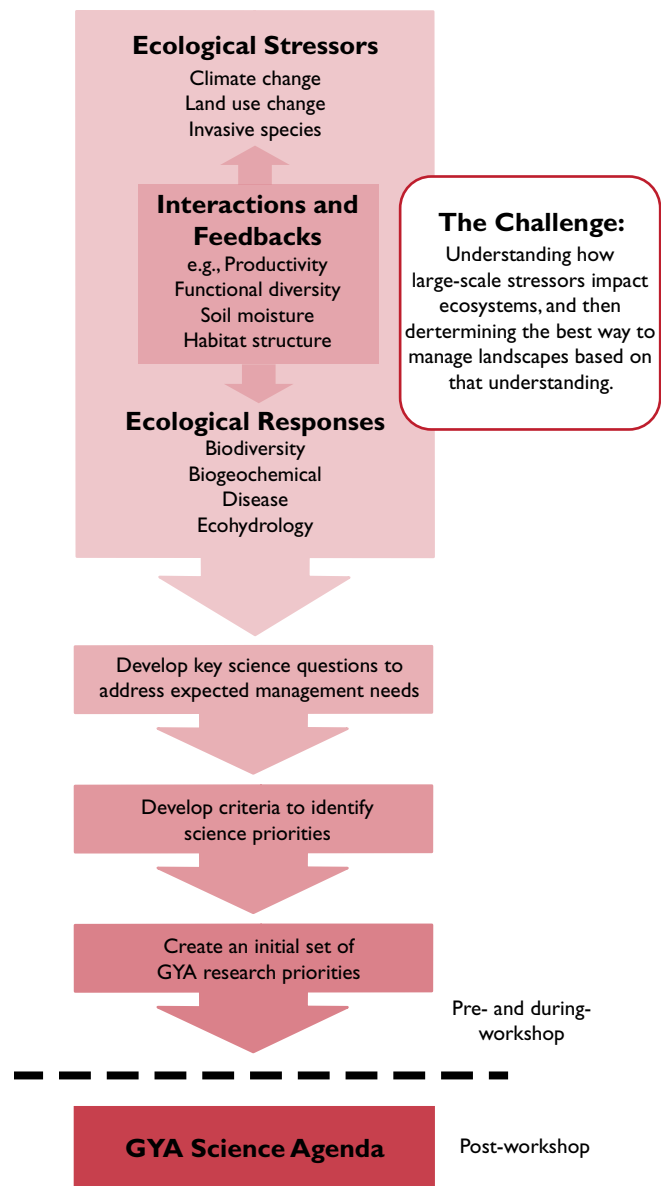 Ecological Stressors
Climate change
Land use change
Invasive species
Interactions and
Feedbacks
e.g., Productivity
Functional diversity
Soil moisture
Habitat structure
The Challenge:
Understanding how
large-scale stressors impact
ecosystems, and then
dertermining the best way to
manage landscapes based on
that understanding.
Ecological Responses
Biodiversity
Biogeochemical
Disease
Ecohydrology
Develop key science questions to
address expected management needs
Develop criteria to identify
science priorities
Create an initial set of
GYA research priorities
Pre- and during-
workshop
GYA Science Agenda
Post-workshop